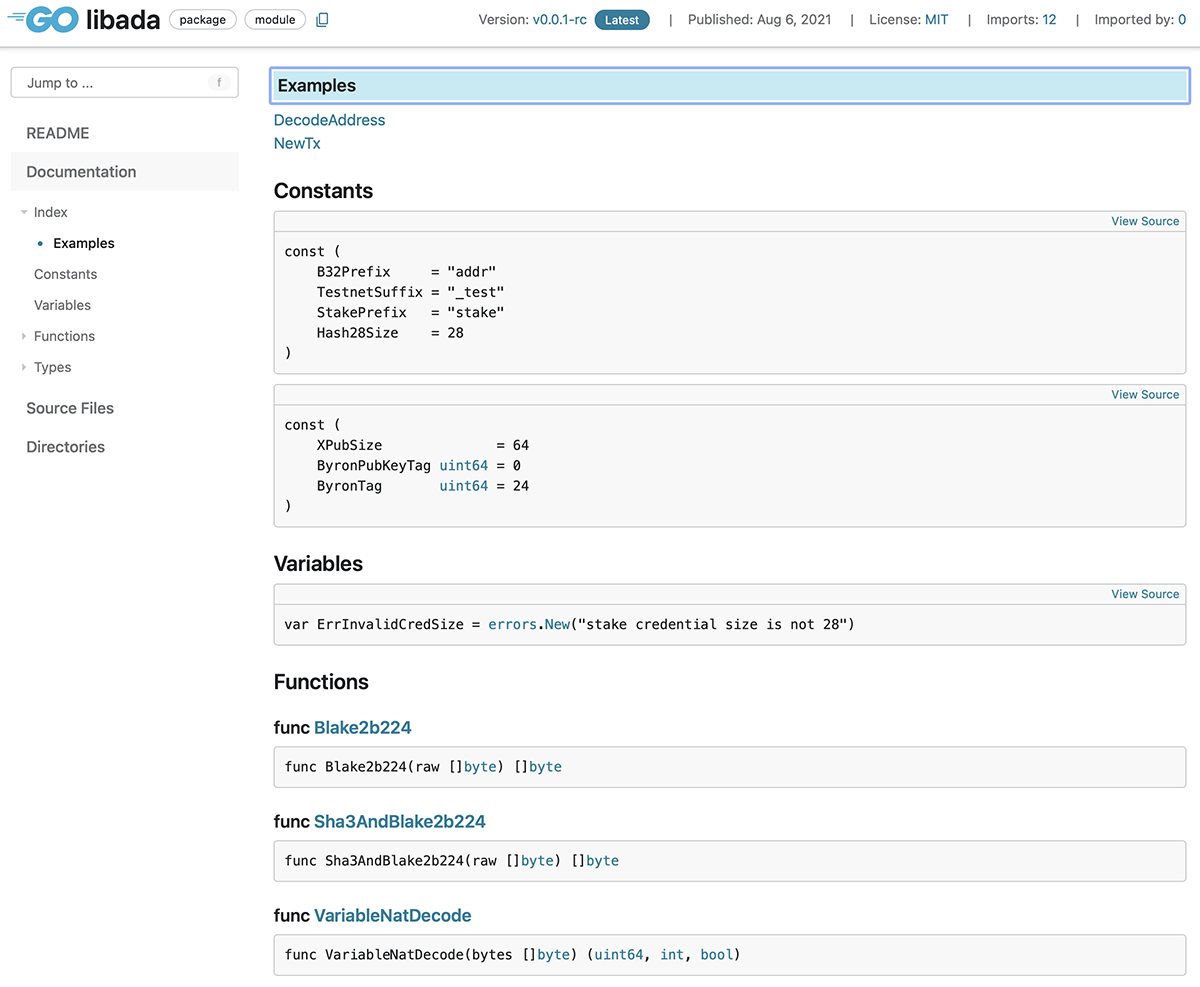 GO libada package module Version: v0.0.1-rc Latest | Published: Aug 6, 2021 | License: MIT | Imports: 12 | Imported by: 0
Jump to ... f
README
Documentation
Index
Examples
Constants
Variables
Functions
Types
Source Files
Directories
Examples
DecodeAddress
NewTx
Constants
View Source
const (
B32Prefix     = "addr"
TestnetSuffix = "_test"
StakePrefix   = "stake"
Hash28Size    = 28
)
View Source
const (
XPubSize              = 64
ByronPubKeyTag uint64 = 0
ByronTag       uint64 = 24
)
Variables
View Source
var ErrInvalidCredSize = errors.New("stake credential size is not 28")
Functions
func Blake2b224
func Blake2b224(raw []byte) []byte
func Sha3AndBlake2b224
func Sha3AndBlake2b224(raw []byte) []byte
func VariableNatDecode
func VariableNatDecode(bytes []byte) (uint64, int, bool)